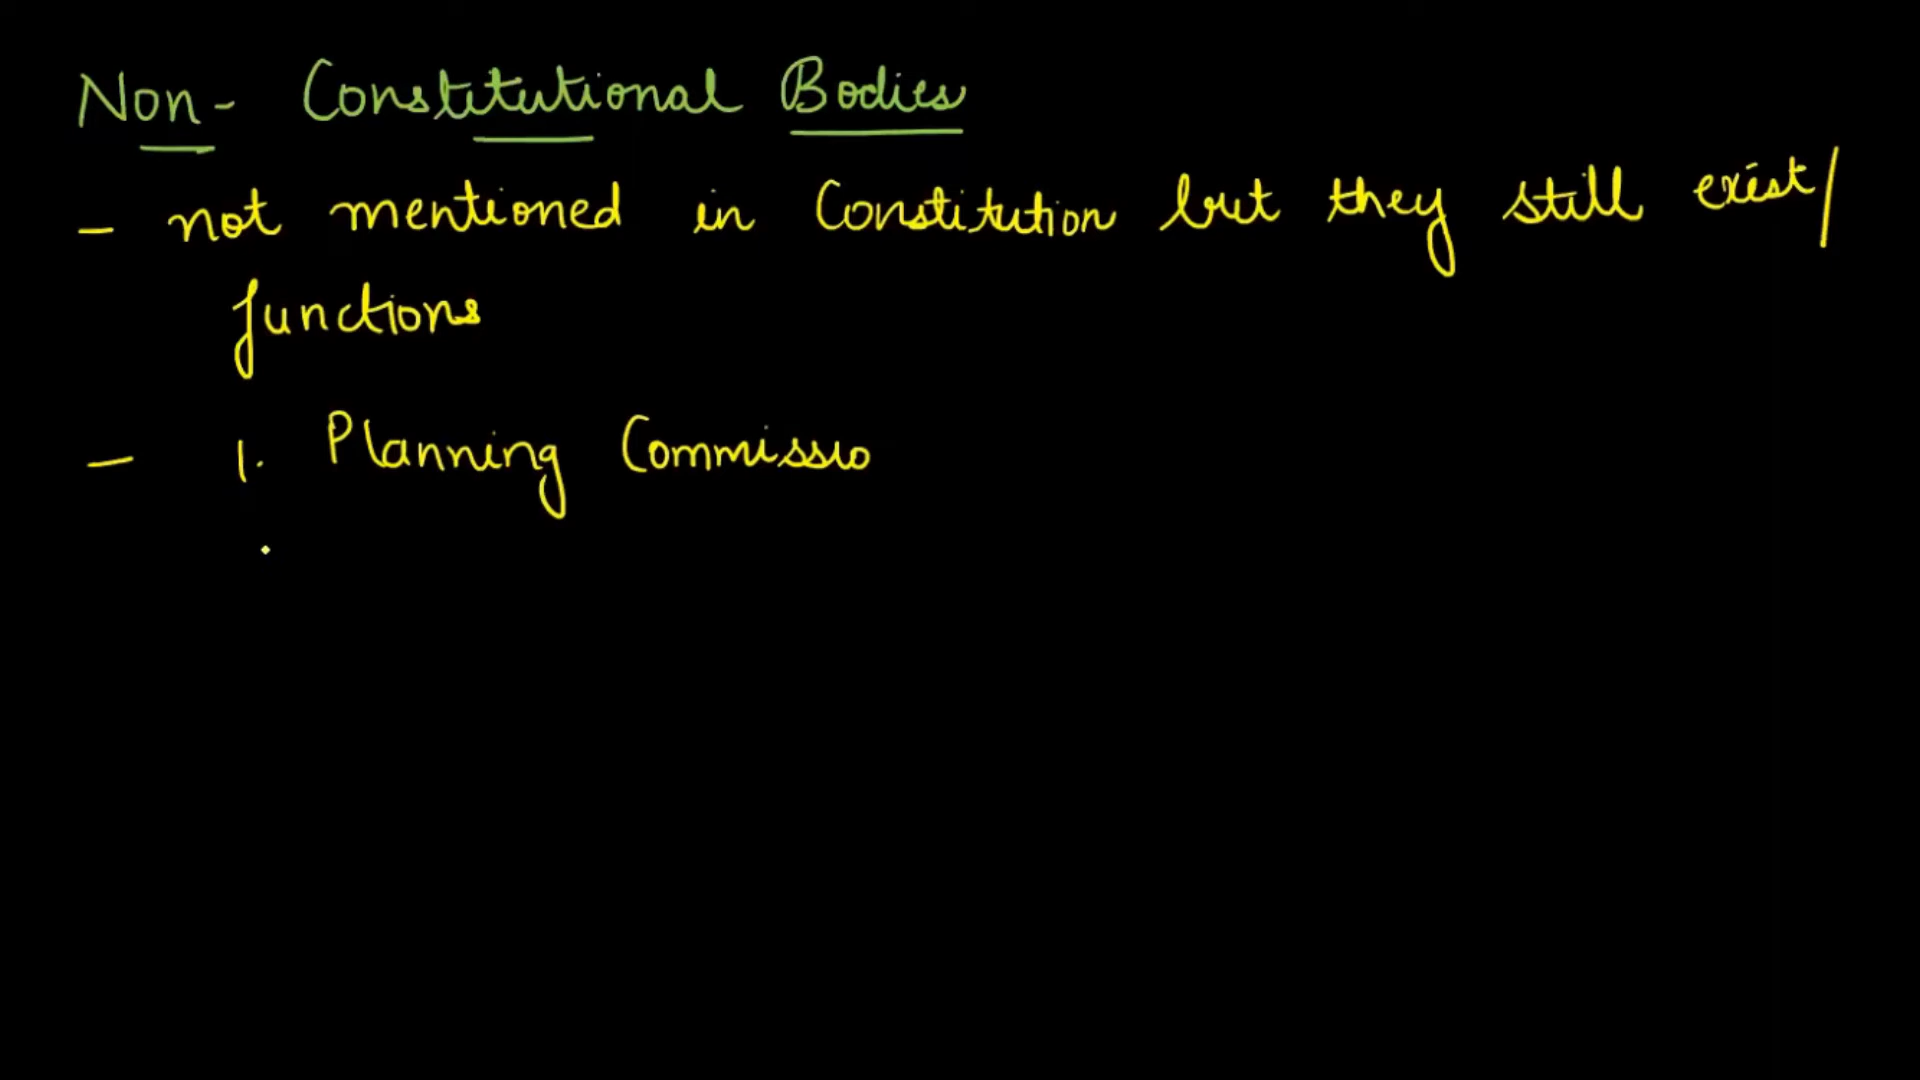 Non- Constitutional Bodies
- not mentioned in Constitution but they still exist/
functions
- 1. Planning Commissio